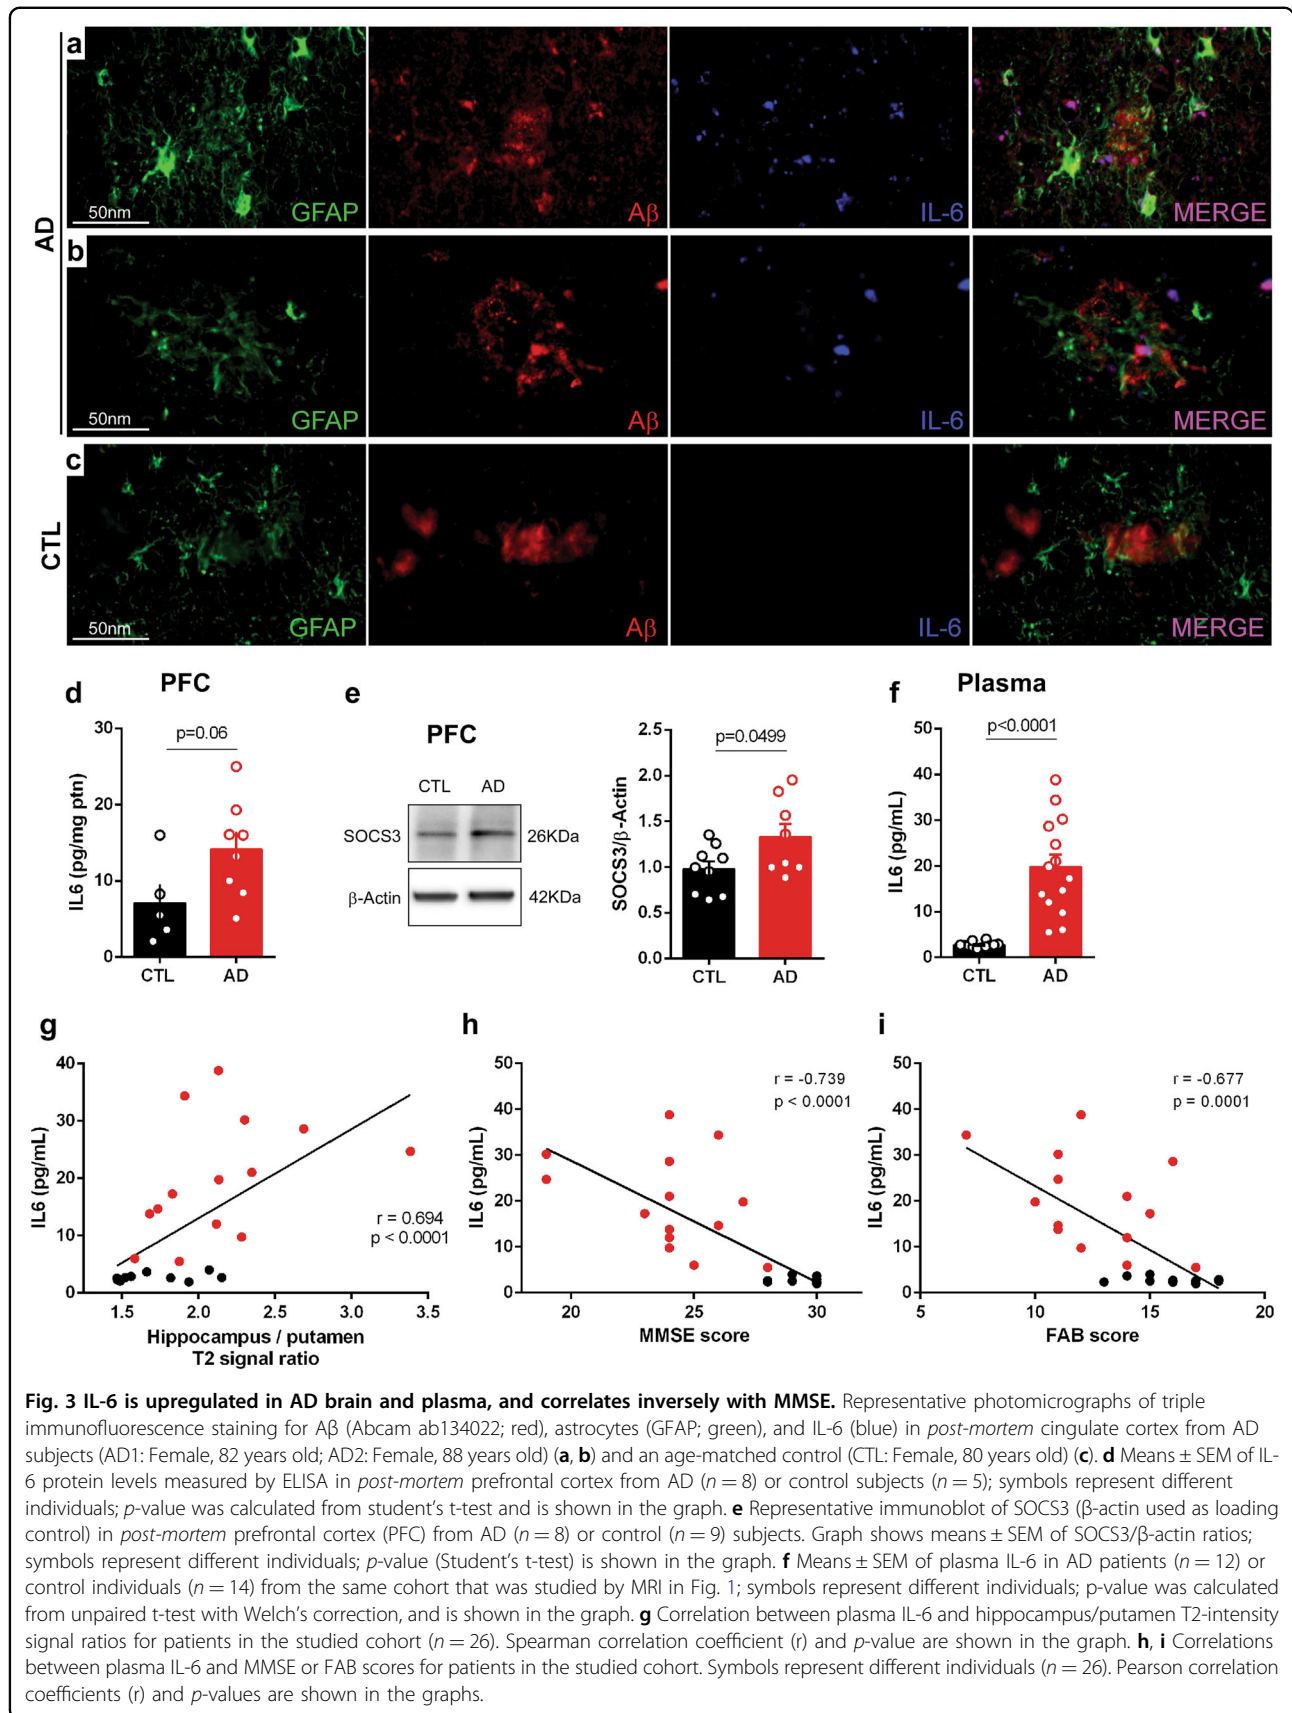 a
GFAP
50nm
Aβ
IL-6
MERGE
AD
b
GFAP
50nm
Aβ
IL-6
MERGE
c
CTL
GFAP
50nm
Aβ
IL-6
MERGE
d
PFC
IL6 (pg/mg ptn)
30
20
10
0
p=0.06
CTL AD
e
PFC
CTL AD
SOCS3 26KDa
β-Actin 42KDa
SOCS3/β-Actin
2.5
2.0
1.5
1.0
0.5
0.0
p=0.0499
CTL AD
f
Plasma
IL6 (pg/mL)
50
40
30
20
10
0
p<0.0001
CTL AD
g
IL6 (pg/mL)
40
30
20
10
0
r = 0.694
p < 0.0001
1.5 2.0 2.5 3.0 3.5
Hippocampus / putamen
T2 signal ratio
h
IL6 (pg/mL)
50
40
30
20
10
0
r = -0.739
p < 0.0001
20 25 30
MMSE score
i
IL6 (pg/mL)
50
40
30
20
10
0
r = -0.677
p = 0.0001
5 10 15 20
FAB score
Fig. 3 IL-6 is upregulated in AD brain and plasma, and correlates inversely with MMSE. Representative photomicrographs of triple
immunofluorescence staining for Aβ (Abcam ab134022; red), astrocytes (GFAP; green), and IL-6 (blue) in post-mortem cingulate cortex from AD
subjects (AD1: Female, 82 years old; AD2: Female, 88 years old) (a, b) and an age-matched control (CTL: Female, 80 years old) (c). d Means ± SEM of IL-
6 protein levels measured by ELISA in post-mortem prefrontal cortex from AD (n = 8) or control subjects (n = 5); symbols represent different
individuals; p-value was calculated from student's t-test and is shown in the graph. e Representative immunoblot of SOCS3 (β-actin used as loading
control) in post-mortem prefrontal cortex (PFC) from AD (n = 8) or control (n = 9) subjects. Graph shows means ± SEM of SOCS3/β-actin ratios;
symbols represent different individuals; p-value (Student's t-test) is shown in the graph. f Means ± SEM of plasma IL-6 in AD patients (n = 12) or
control individuals (n = 14) from the same cohort that was studied by MRI in Fig. 1; symbols represent different individuals; p-value was calculated
from unpaired t-test with Welch's correction, and is shown in the graph. g Correlation between plasma IL-6 and hippocampus/putamen T2-intensity
signal ratios for patients in the studied cohort (n = 26). Spearman correlation coefficient (r) and p-value are shown in the graph. h, i Correlations
between plasma IL-6 and MMSE or FAB scores for patients in the studied cohort. Symbols represent different individuals (n = 26). Pearson correlation
coefficients (r) and p-values are shown in the graphs.